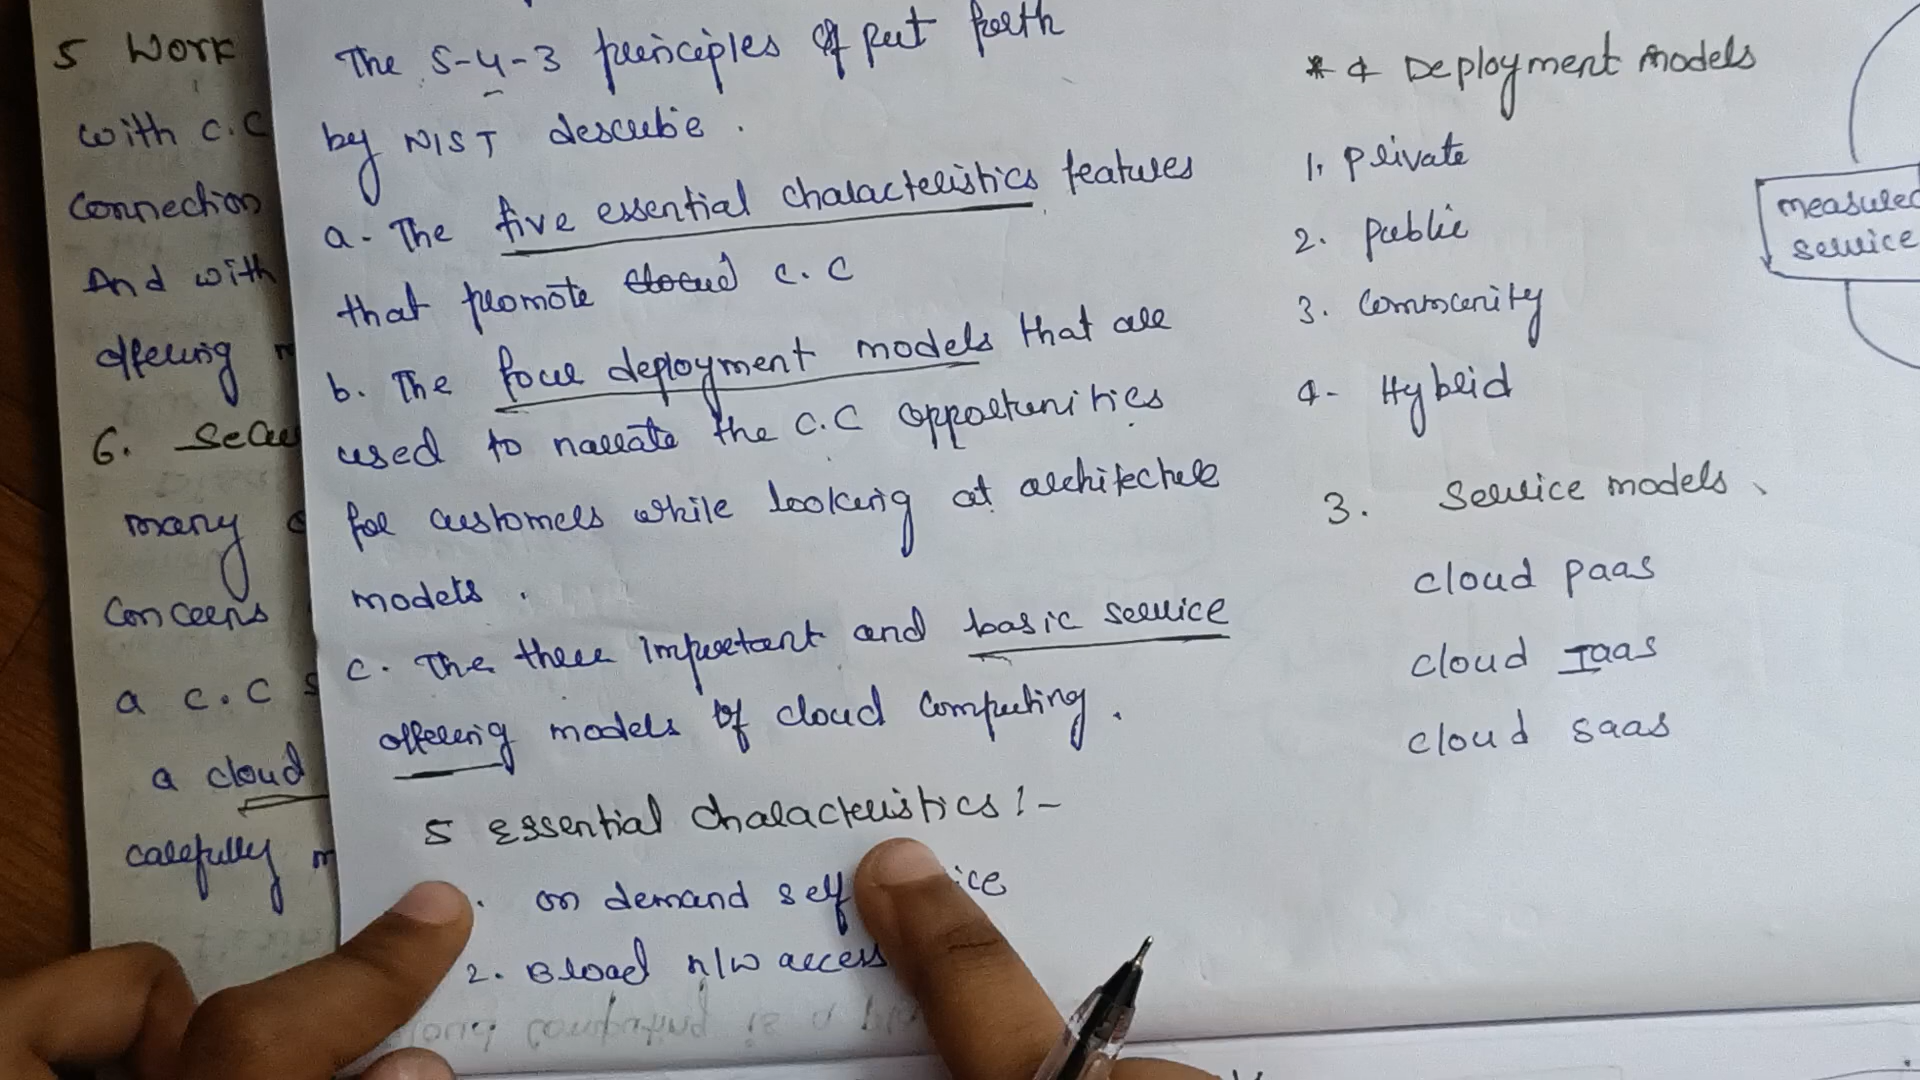 The 5-4-3 principles of put forth
by NIST describe.
a. The five essential characteristics features
that promote cloud c.c
b. The four deployment models that are
used to narrate the c.c opportunities
for customers while looking at architecture
models.
c. The three important and basic service
offering models of cloud computing.
5 Essential characteristics :-
on demand self
2. Broad n/w access
* 4 Deployment models
1. private
2. public
3. community
4. Hybrid
3. Service models
cloud paas
cloud Iaas
cloud saas
measured
service
5 Work
with c.c
connection
And with
offering
6.
many
concerns
a c.c
a cloud
carefully